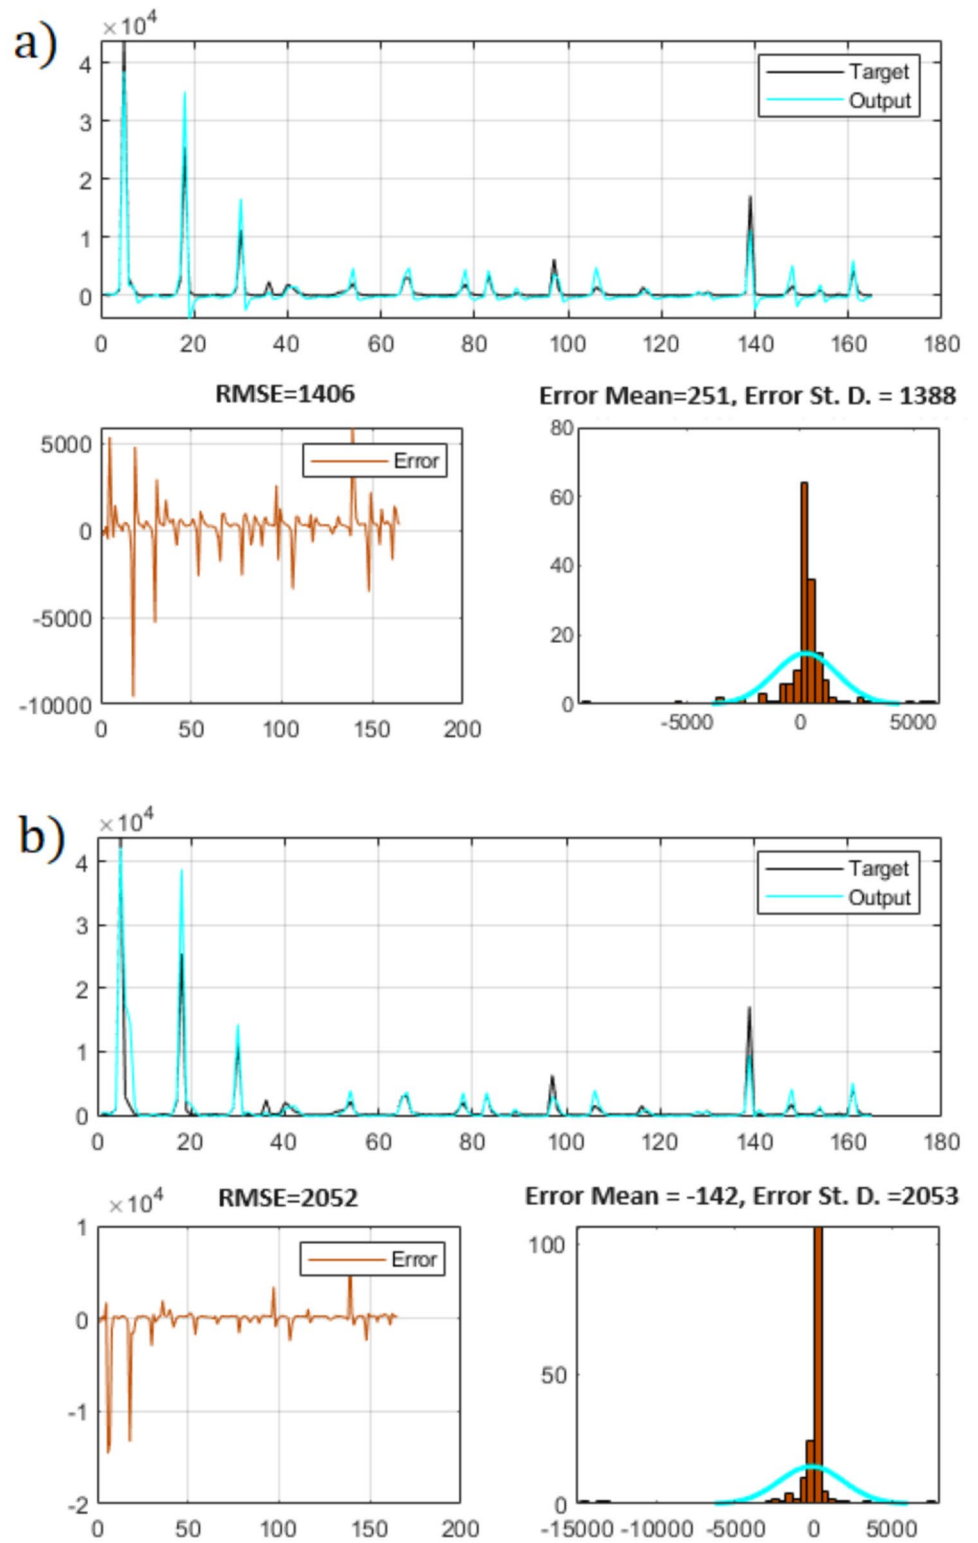 a)
×10⁴
4
3
2
1
0
Target
Output
0 20 40 60 80 100 120 140 160 180
RMSE=1406
Error Mean=251, Error St. D. = 1388
5000
0
-5000
-10000
Error
0 50 100 150 200
80
60
40
20
0
-5000 0 5000
b)
×10⁴
4
3
2
1
0
Target
Output
0 20 40 60 80 100 120 140 160 180
RMSE=2052
Error Mean = -142, Error St. D. =2053
×10⁴
1
0
-1
-2
Error
0 50 100 150 200
100
50
0
-15000 -10000 -5000 0 5000